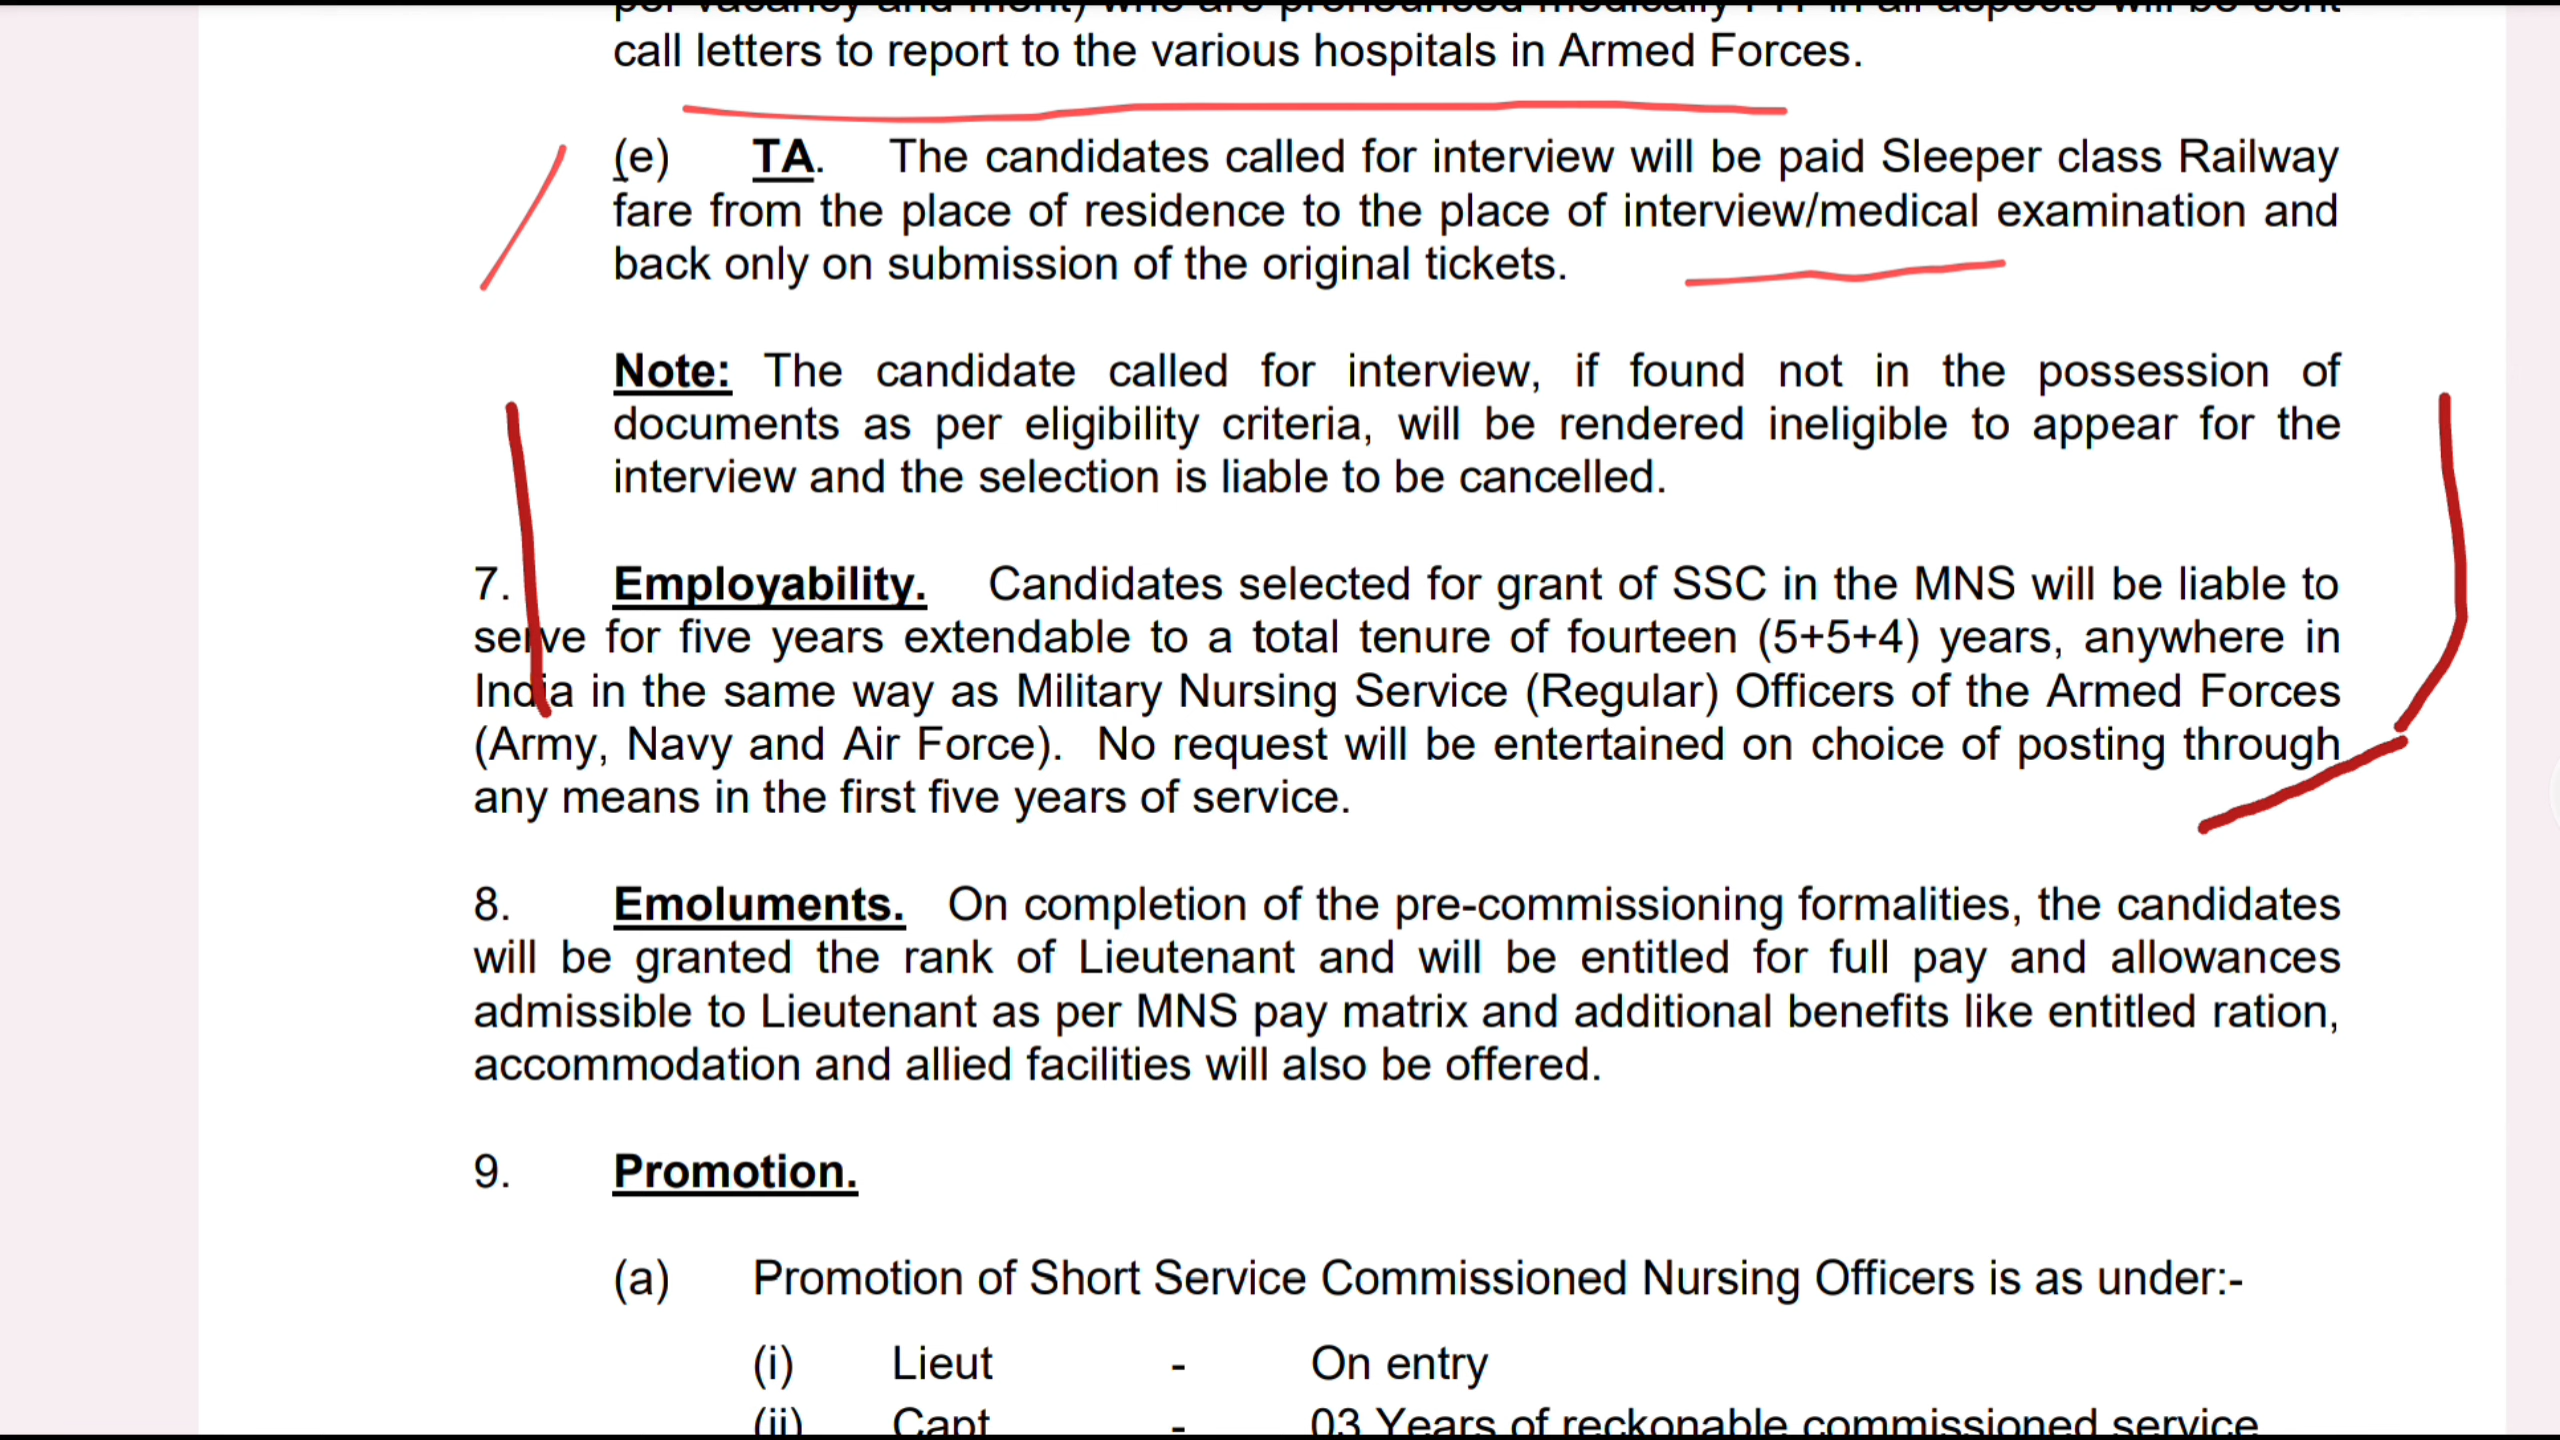 call letters to report to the various hospitals in Armed Forces.
(e) TA. The candidates called for interview will be paid Sleeper class Railway
fare from the place of residence to the place of interview/medical examination and
back only on submission of the original tickets.
Note: The candidate called for interview, if found not in the possession of
documents as per eligibility criteria, will be rendered ineligible to appear for the
interview and the selection is liable to be cancelled.
7. Employability. Candidates selected for grant of SSC in the MNS will be liable to
serve for five years extendable to a total tenure of fourteen (5+5+4) years, anywhere in
India in the same way as Military Nursing Service (Regular) Officers of the Armed Forces
(Army, Navy and Air Force). No request will be entertained on choice of posting through
any means in the first five years of service.
8. Emoluments. On completion of the pre-commissioning formalities, the candidates
will be granted the rank of Lieutenant and will be entitled for full pay and allowances
admissible to Lieutenant as per MNS pay matrix and additional benefits like entitled ration,
accommodation and allied facilities will also be offered.
9. Promotion.
(a) Promotion of Short Service Commissioned Nursing Officers is as under:-
(i) Lieut - On entry
(ii) Capt - 03 Years of reckonable commissioned service